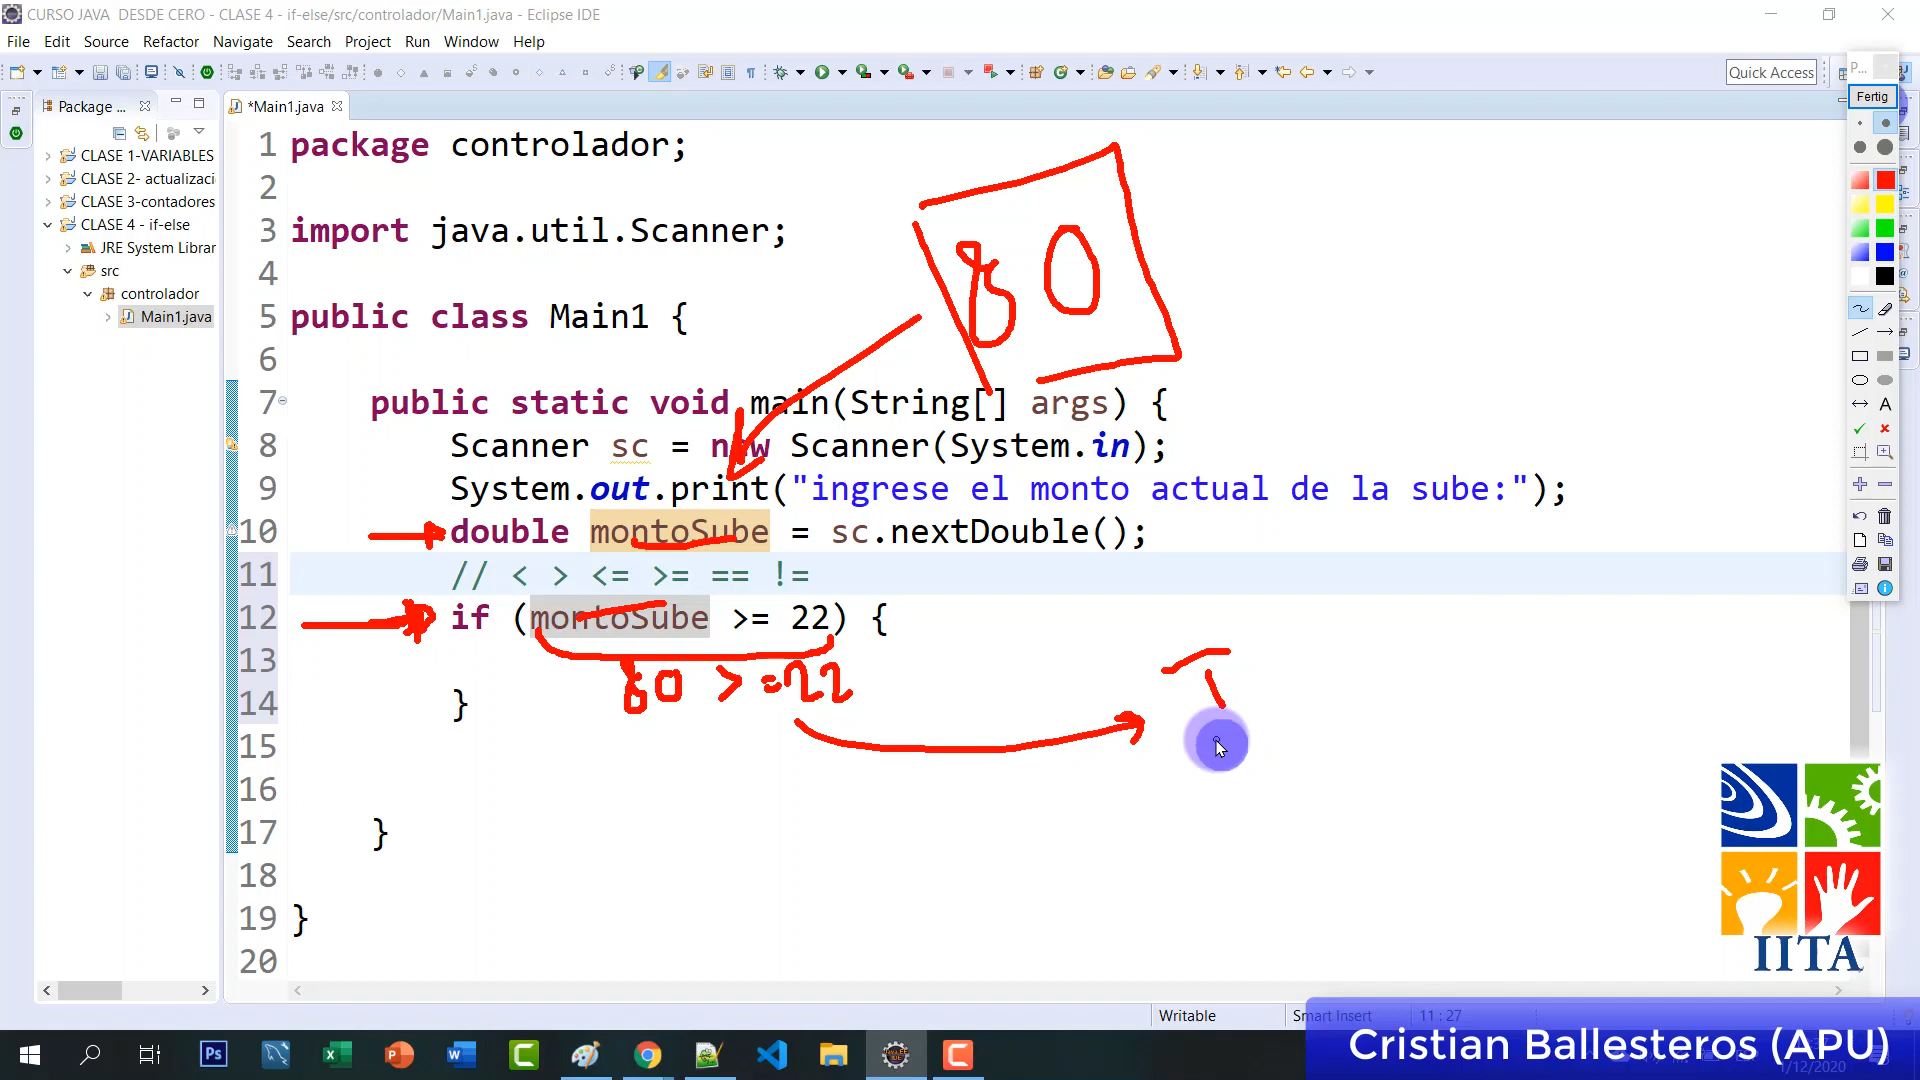 CURSO JAVA  DESDE CERO - CLASE 4 - if-else/src/controlador/Main1.java - Eclipse IDE
File Edit Source Refactor Navigate Search Project Run Window Help
Quick Access
P...
Fertig
Package ...
*Main1.java
CLASE 1-VARIABLES
CLASE 2- actualizaci
CLASE 3-contadores
CLASE 4 - if-else
JRE System Librar
src
controlador
Main1.java
1 package controlador;
2
3 import java.util.Scanner;
4
5 public class Main1 {
6
7 public static void main(String[] args) {
8 Scanner sc = new Scanner(System.in);
9 System.out.print("ingrese el monto actual de la sube:");
10 double montoSube = sc.nextDouble();
11 // < > <= >= == !=
12 if (montoSube >= 22) {
13
14 }
15
16
17 }
18
19 }
20
80
80 >=22
T
A
IITA
Writable Smart Insert 11 : 27
Cristian Ballesteros (APU)
1/12/2020